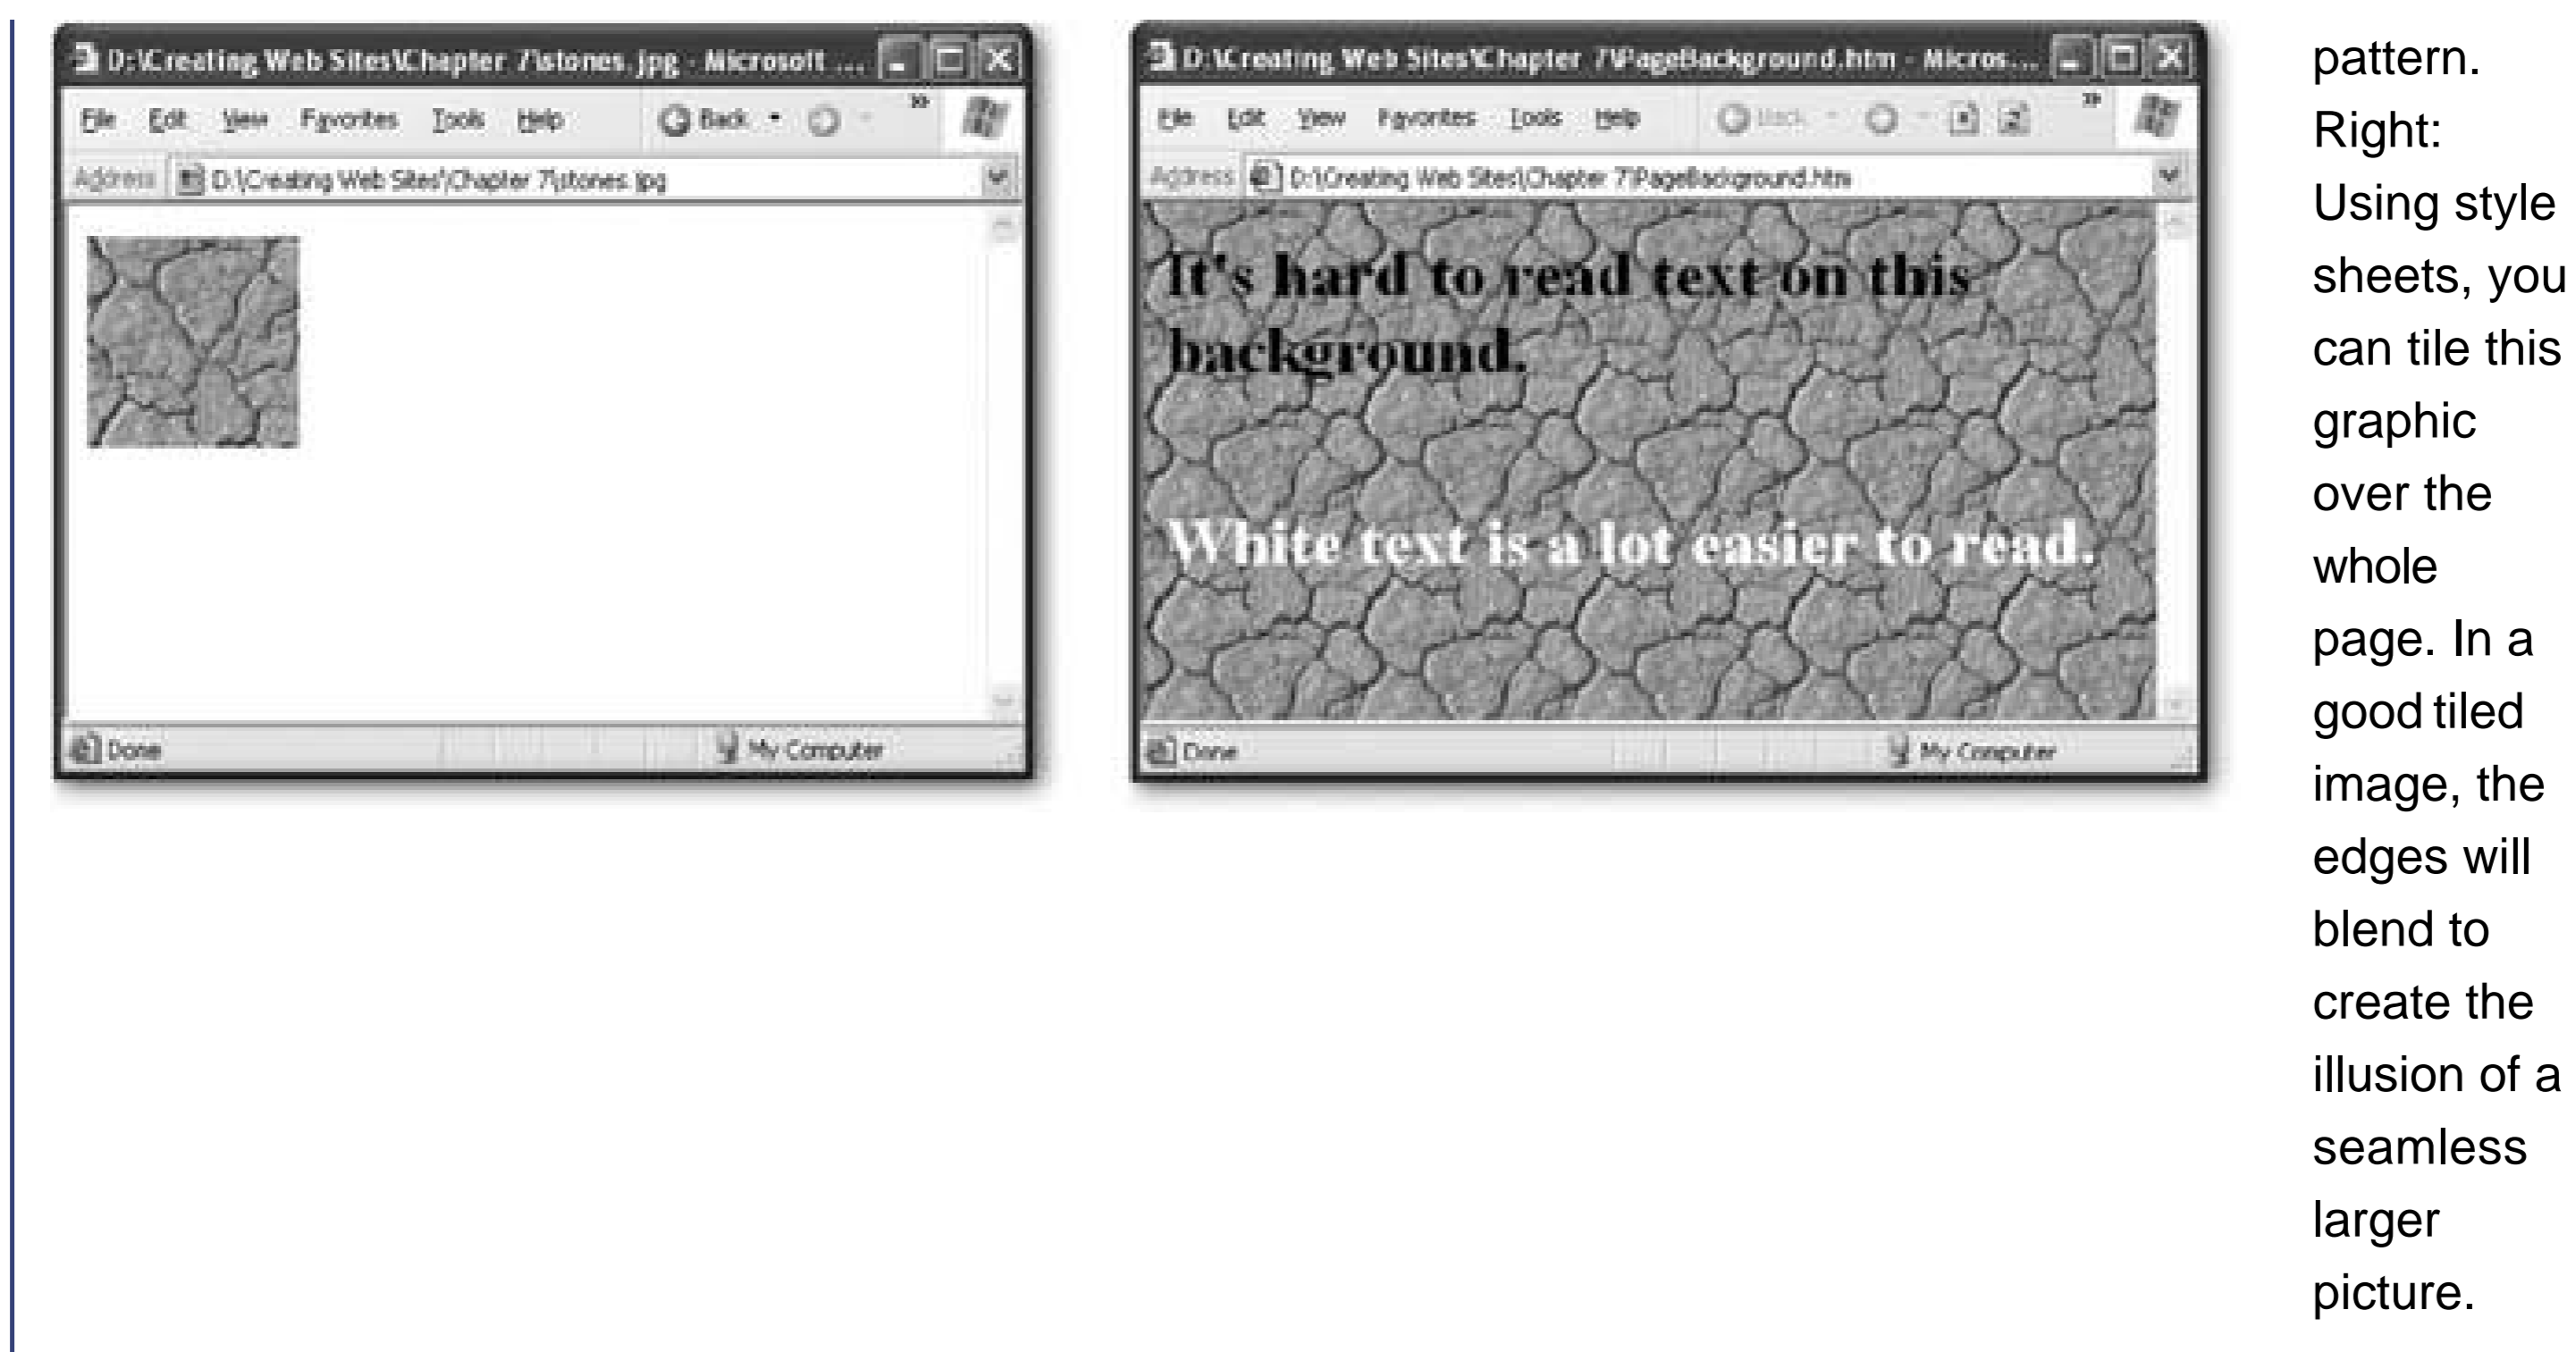 D:\Creating Web Sites\Chapter 7\stones.jpg - Microsoft ...
File Edit View Favorites Tools Help Back
Address D:\Creating Web Sites\Chapter 7\stones.jpg
Done My Computer
D:\Creating Web Sites\Chapter 7\PageBackground.htm - Micros...
File Edit View Favorites Tools Help Back
Address D:\Creating Web Sites\Chapter 7\PageBackground.htm
It's hard to read text on this
background.
White text is a lot easier to read.
Done My Computer
pattern.
Right:
Using style
sheets, you
can tile this
graphic
over the
whole
page. In a
good tiled
image, the
edges will
blend to
create the
illusion of a
seamless
larger
picture.